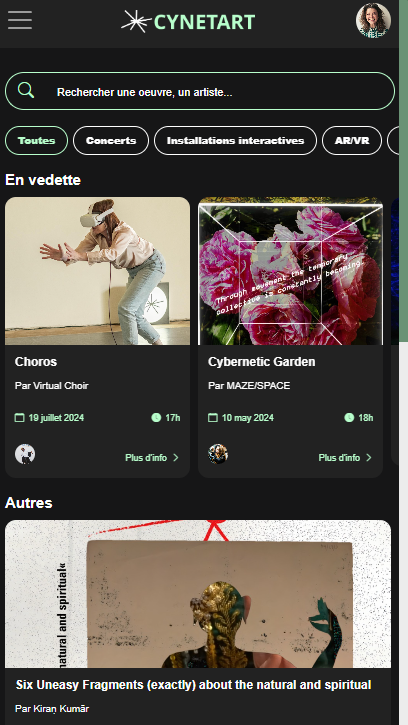 CYNETART
Rechercher une oeuvre, un artiste...
Toutes
Concerts
Installations interactives
AR/VR
En vedette
Through movement the temporary
collective is constantly becoming.
Choros
Par Virtual Choir
19 juillet 2024
17h
Plus d'info
Cybernetic Garden
Par MAZE/SPACE
10 may 2024
18h
Plus d'info
Autres
natural and spiritual«
Six Uneasy Fragments (exactly) about the natural and spiritual
Par Kiraṇ Kumār